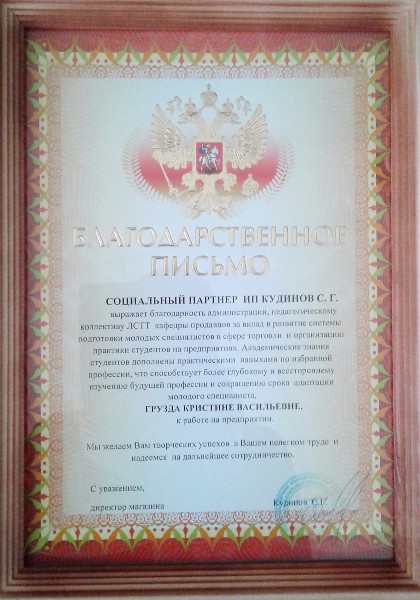 БЛАГОДАРСТВЕННОЕ
ПИСЬМО
СОЦИАЛЬНЫЙ ПАРТНЕР ИП КУДИНОВ С. Г.
выражает благодарность администрации, педагогическому
коллективу ЛСТТ кафедры продавцов за вклад в развитие системы
подготовки молодых специалистов в сфере торговли и организацию
практики студентов на предприятиях. Академические знания
студентов дополнены практическими навыками по избранной
профессии, что способствует более глубокому и всестороннему
изучению будущей профессии и сокращению срока адаптации
молодого специалиста,
ГРУЗДА КРИСТИНЕ ВАСИЛЬЕВНЕ,
к работе на предприятии.
Мы желаем Вам творческих успехов в Вашем нелегком труде и
надеемся на дальнейшее сотрудничество.
С уважением,
директор магазина Кудинов С.Г.